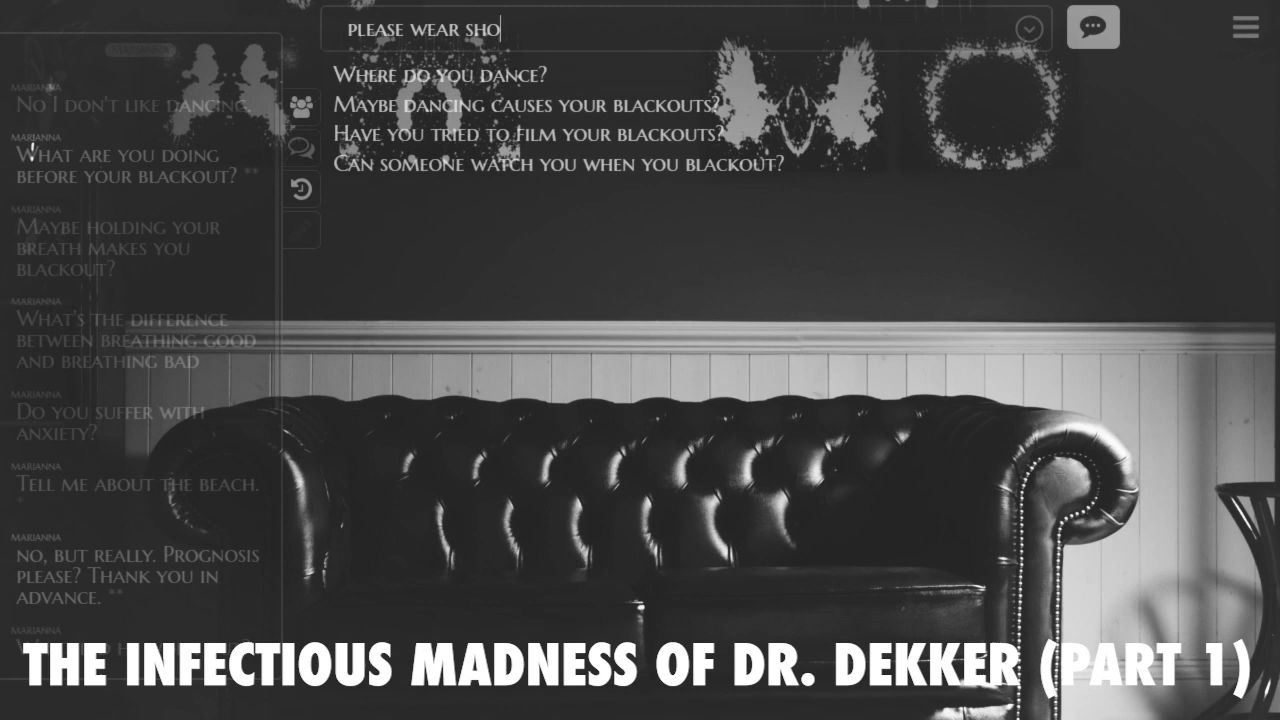 PLEASE WEAR SHO
WHERE DO YOU DANCE?
MAYBE DANCING CAUSES YOUR BLACKOUTS?
HAVE YOU TRIED TO FILM YOUR BLACKOUTS?
CAN SOMEONE WATCH YOU WHEN YOU BLACKOUT?
MARIANNA
NO I DON'T LIKE DANCING.
MARIANNA
WHAT ARE YOU DOING
BEFORE YOUR BLACKOUT? **
MARIANNA
MAYBE HOLDING YOUR
BREATH MAKES YOU
BLACKOUT?
MARIANNA
WHAT'S THE DIFFERENCE
BETWEEN BREATHING GOOD
AND BREATHING BAD
MARIANNA
DO YOU SUFFER WITH
ANXIETY?
MARIANNA
TELL ME ABOUT THE BEACH.
*
MARIANNA
NO, BUT REALLY. PROGNOSIS
PLEASE? THANK YOU IN
ADVANCE. **
MARIANNA
THE INFECTIOUS MADNESS OF DR. DEKKER (PART 1)